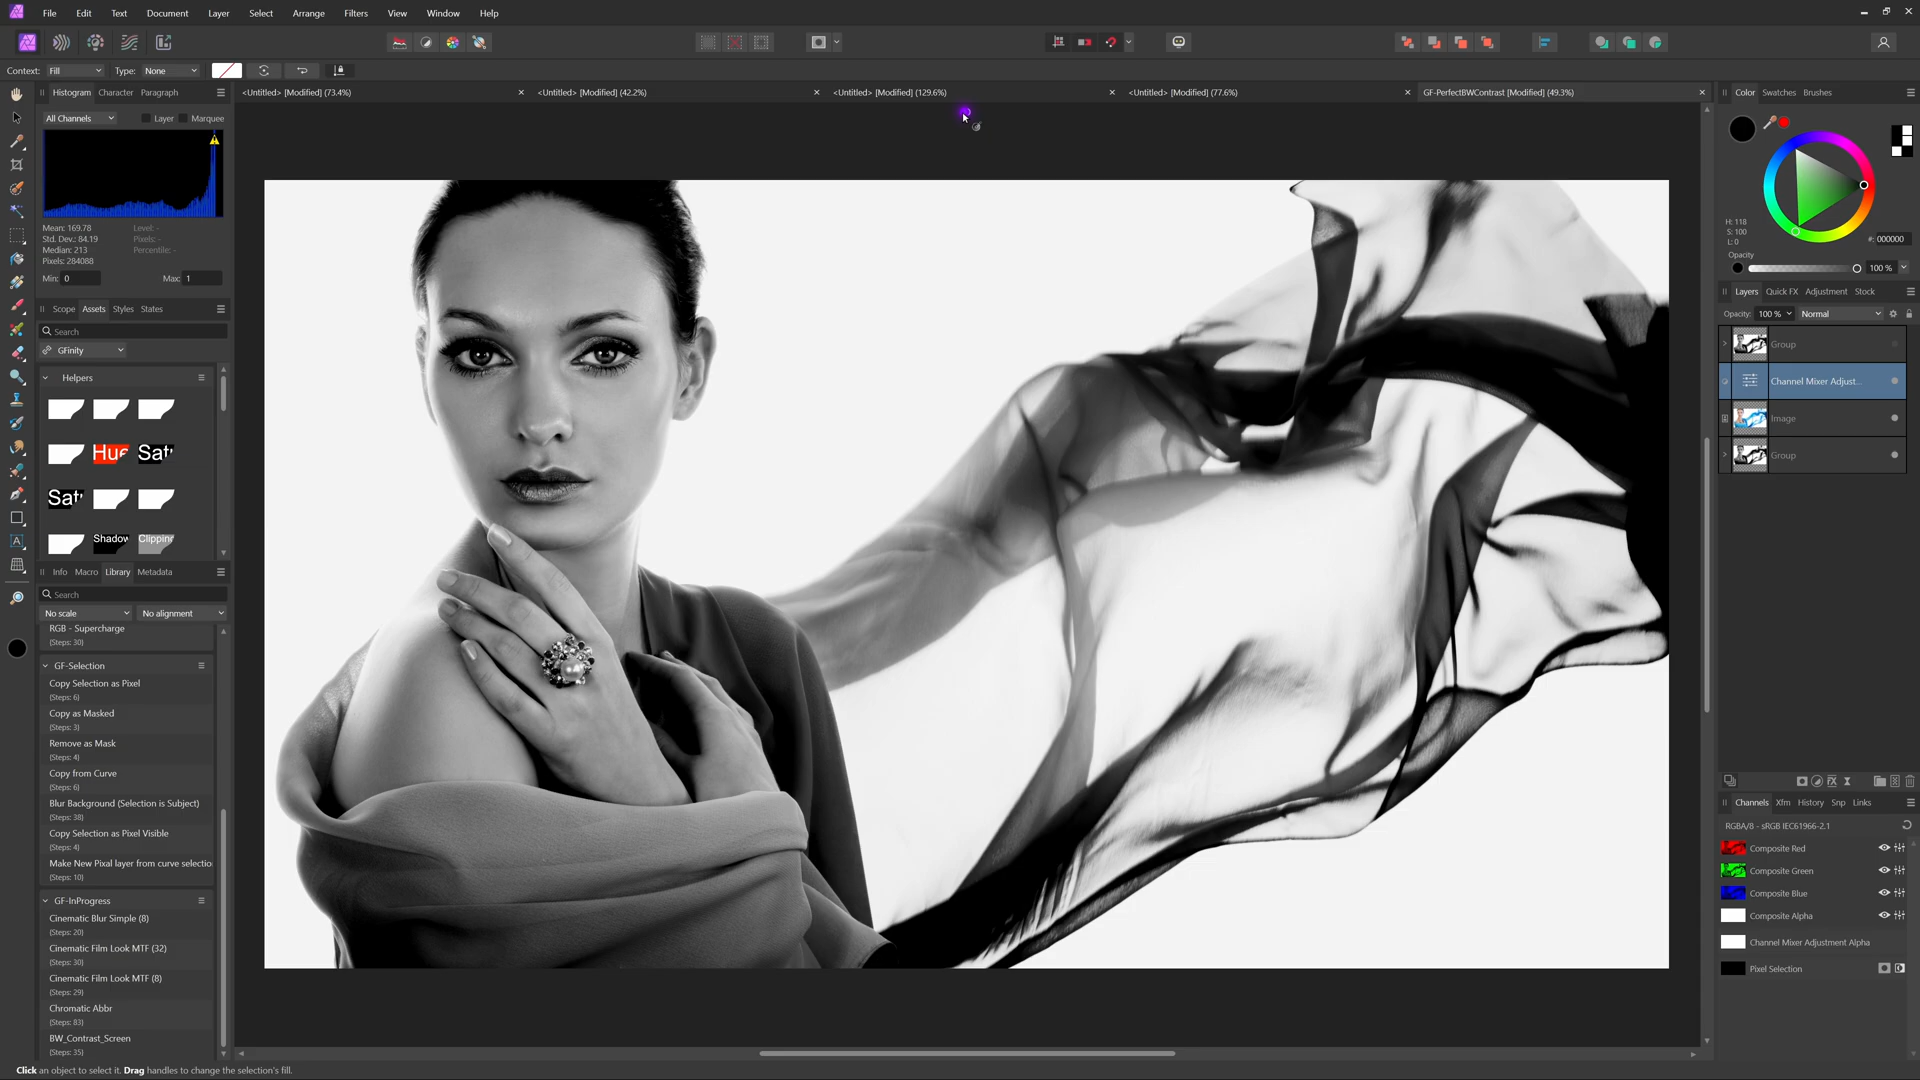 File Edit Text Document Layer Select Arrange Filters View Window Help
Context: Fill Type: None
Histogram Character Paragraph
<Untitled> [Modified] (73.4%)
<Untitled> [Modified] (42.2%)
<Untitled> [Modified] (129.6%)
<Untitled> [Modified] (77.6%)
GF-PerfectBWContrast [Modified] (49.3%)
Color Swatches Brushes
All Channels Layer Marquee
Mean: 169.78 Level: -
Std. Dev.: 84.19 Pixels: -
Median: 213 Percentile: -
Pixels: 284088
Min: 0 Max: 1
H: 118
S: 100
L: 0
#: 000000
Opacity
100 %
Scope Assets Styles States
Search
GFinity
Helpers
Hue Sat
Sat
Shadow Clipping
Layers Quick FX Adjustment Stock
Opacity: 100 % Normal
Group
Channel Mixer Adjust...
Image
Group
Info Macro Library Metadata
Search
No scale No alignment
RGB - Supercharge
(Steps: 30)
GF-Selection
Copy Selection as Pixel
(Steps: 6)
Copy as Masked
(Steps: 3)
Remove as Mask
(Steps: 4)
Copy from Curve
(Steps: 6)
Blur Background (Selection is Subject)
(Steps: 38)
Copy Selection as Pixel Visible
(Steps: 4)
Make New Pixal layer from curve selectio
(Steps: 10)
GF-InProgress
Cinematic Blur Simple (8)
(Steps: 20)
Cinematic Film Look MTF (32)
(Steps: 30)
Cinematic Film Look MTF (8)
(Steps: 29)
Chromatic Abbr
(Steps: 83)
BW_Contrast_Screen
(Steps: 35)
Channels Xfm History Snp Links
RGBA/8 - sRGB IEC61966-2.1
Composite Red
Composite Green
Composite Blue
Composite Alpha
Channel Mixer Adjustment Alpha
Pixel Selection
Click an object to select it. Drag handles to change the selection's fill.